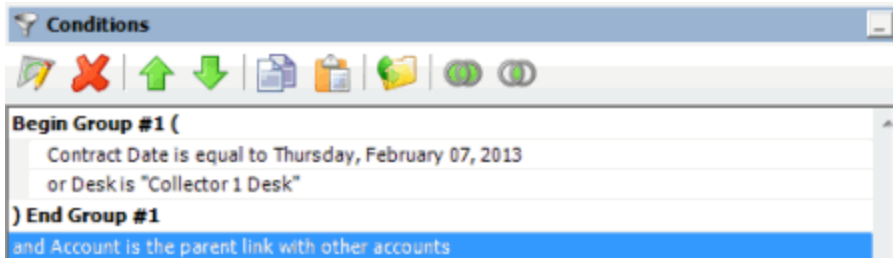 Conditions
Begin Group #1 (
Contract Date is equal to Thursday, February 07, 2013
or Desk is "Collector 1 Desk"
) End Group #1
and Account is the parent link with other accounts